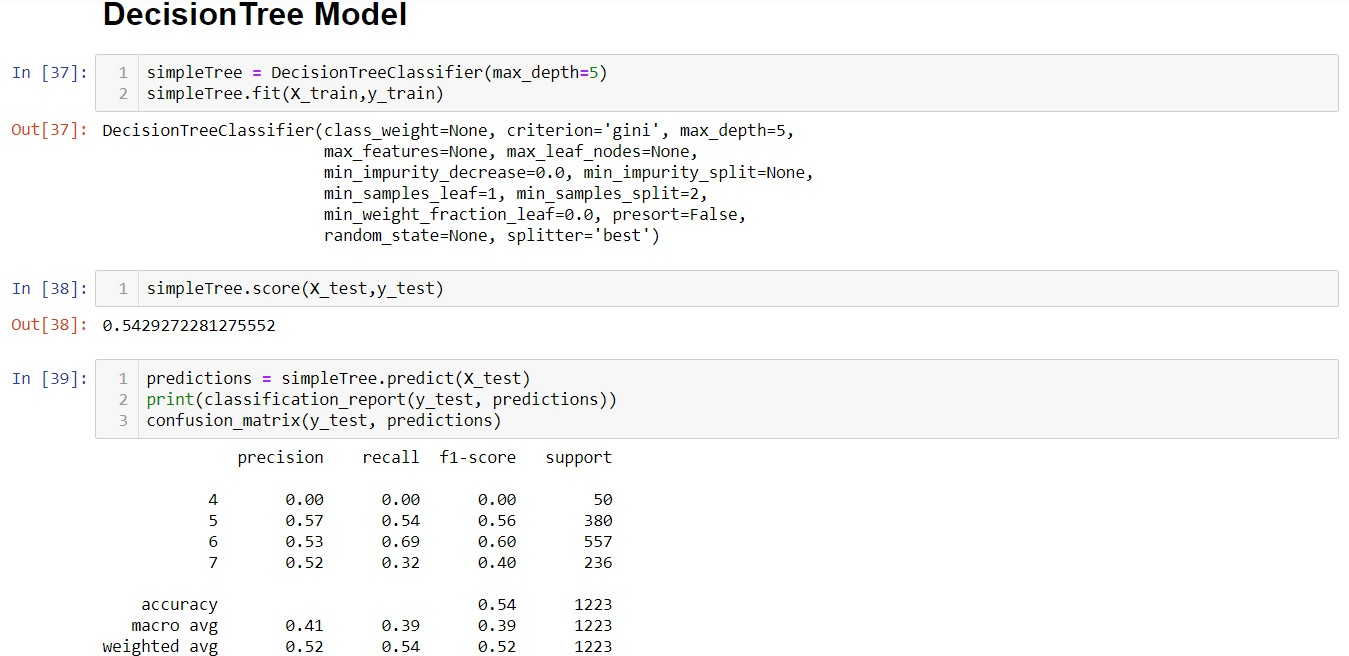 DecisionTree Model
In [37]: 1 simpleTree = DecisionTreeClassifier(max_depth=5)
2 simpleTree.fit(X_train,y_train)
Out[37]: DecisionTreeClassifier(class_weight=None, criterion='gini', max_depth=5,
max_features=None, max_leaf_nodes=None,
min_impurity_decrease=0.0, min_impurity_split=None,
min_samples_leaf=1, min_samples_split=2,
min_weight_fraction_leaf=0.0, presort=False,
random_state=None, splitter='best')
In [38]: 1 simpleTree.score(X_test,y_test)
Out[38]: 0.5429272281275552
In [39]: 1 predictions = simpleTree.predict(X_test)
2 print(classification_report(y_test, predictions))
3 confusion_matrix(y_test, predictions)
precision recall f1-score support
4 0.00 0.00 0.00 50
5 0.57 0.54 0.56 380
6 0.53 0.69 0.60 557
7 0.52 0.32 0.40 236
accuracy 0.54 1223
macro avg 0.41 0.39 0.39 1223
weighted avg 0.52 0.54 0.52 1223